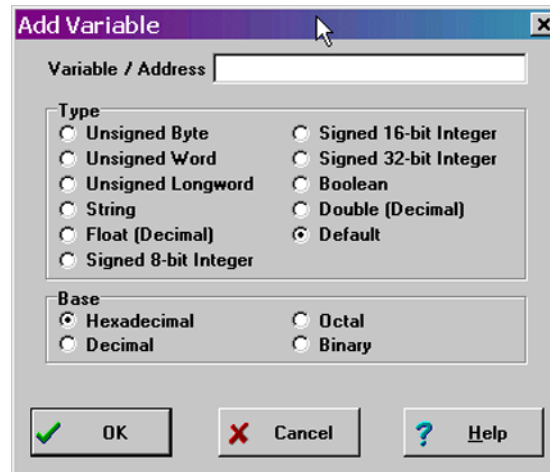 Add Variable
Variable / Address
Type
Unsigned Byte
Unsigned Word
Unsigned Longword
String
Float (Decimal)
Signed 8-bit Integer
Signed 16-bit Integer
Signed 32-bit Integer
Boolean
Double (Decimal)
Default
Base
Hexadecimal
Decimal
Octal
Binary
OK
Cancel
? Help